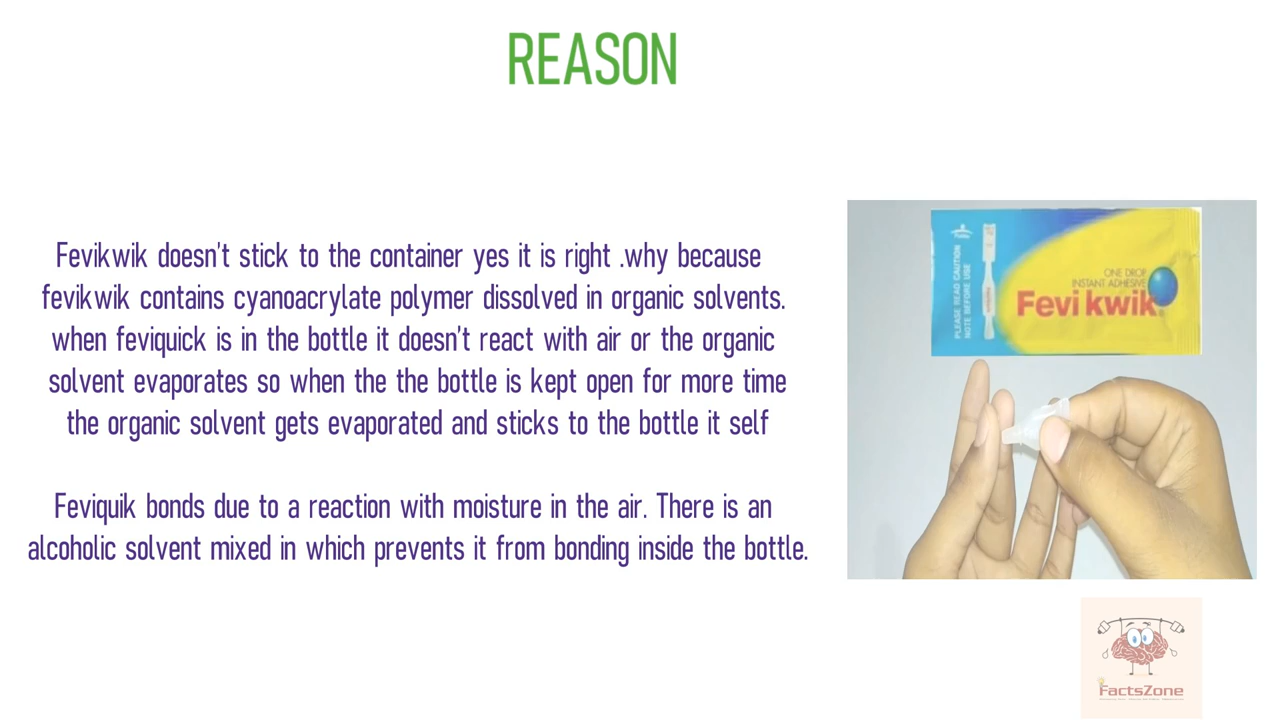 REASON
Fevikwik doesn't stick to the container yes it is right .why because
fevikwik contains cyanoacrylate polymer dissolved in organic solvents.
when feviquick is in the bottle it doesn't react with air or the organic
solvent evaporates so when the the bottle is kept open for more time
the organic solvent gets evaporated and sticks to the bottle it self
Feviquik bonds due to a reaction with moisture in the air. There is an
alcoholic solvent mixed in which prevents it from bonding inside the bottle.
PLEASE READ CAUTION
NOTE BEFORE USE
ONE DROP
INSTANT ADHESIVE
Fevi kwik
FactsZone